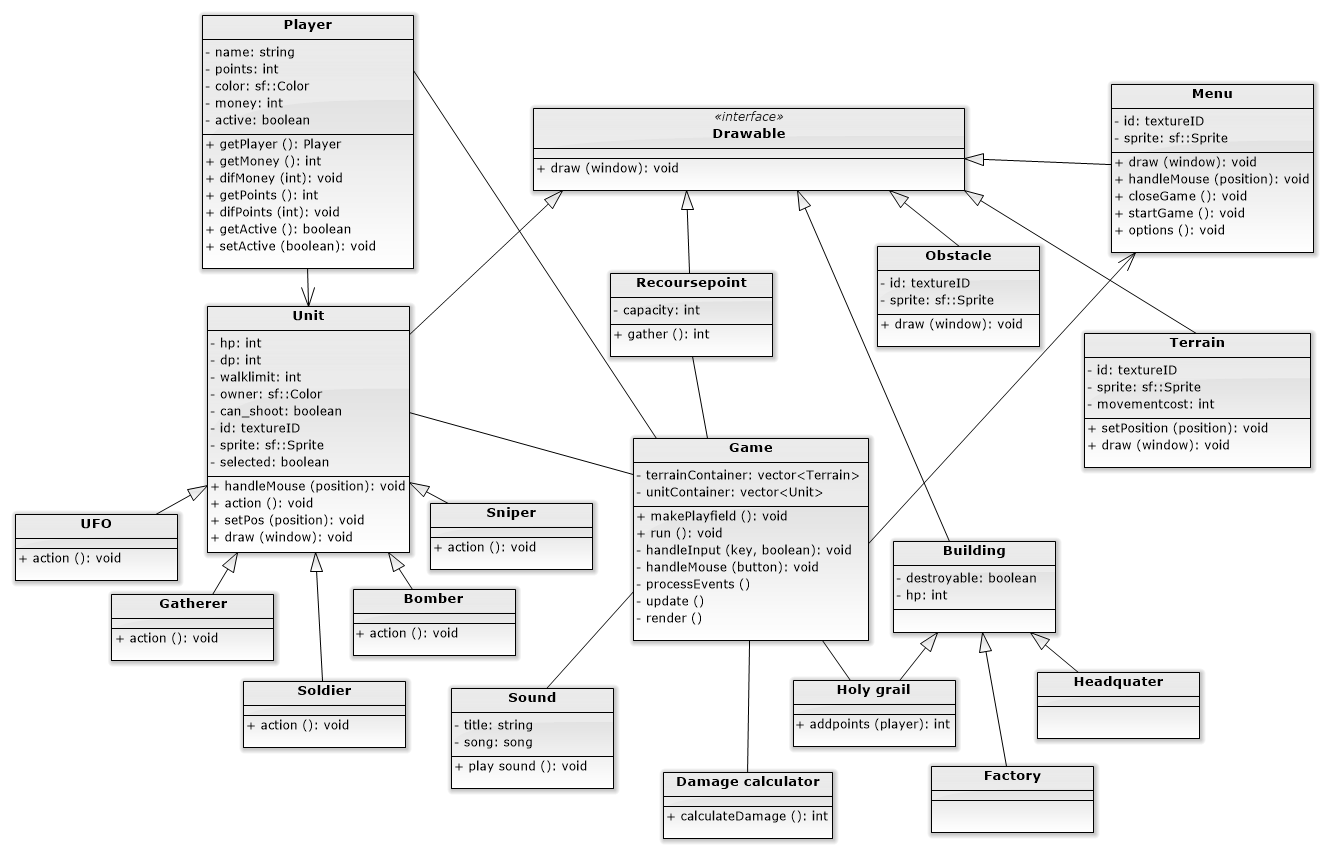 Player
- name: string
- points: int
- color: sf::Color
- money: int
- active: boolean
+ getPlayer (): Player
+ getMoney (): int
+ difMoney (int): void
+ getPoints (): int
+ difPoints (int): void
+ getActive (): boolean
+ setActive (boolean): void
«interface»
Drawable
+ draw (window): void
Menu
- id: textureID
- sprite: sf::Sprite
+ draw (window): void
+ handleMouse (position): void
+ closeGame (): void
+ startGame (): void
+ options (): void
Obstacle
- id: textureID
- sprite: sf::Sprite
+ draw (window): void
Recoursepoint
- capacity: int
+ gather (): int
Unit
- hp: int
- dp: int
- walklimit: int
- owner: sf::Color
- can_shoot: boolean
- id: textureID
- sprite: sf::Sprite
- selected: boolean
+ handleMouse (position): void
+ action (): void
+ setPos (position): void
+ draw (window): void
Terrain
- id: textureID
- sprite: sf::Sprite
- movementcost: int
+ setPosition (position): void
+ draw (window): void
Game
- terrainContainer: vector<Terrain>
- unitContainer: vector<Unit>
+ makePlayfield (): void
+ run (): void
- handleInput (key, boolean): void
- handleMouse (button): void
- processEvents ()
- update ()
- render ()
UFO
+ action (): void
Sniper
+ action (): void
Building
- destroyable: boolean
- hp: int
Gatherer
+ action (): void
Bomber
+ action (): void
Soldier
+ action (): void
Sound
- title: string
- song: song
+ play sound (): void
Holy grail
+ addpoints (player): int
Headquater
Damage calculator
+ calculateDamage (): int
Factory